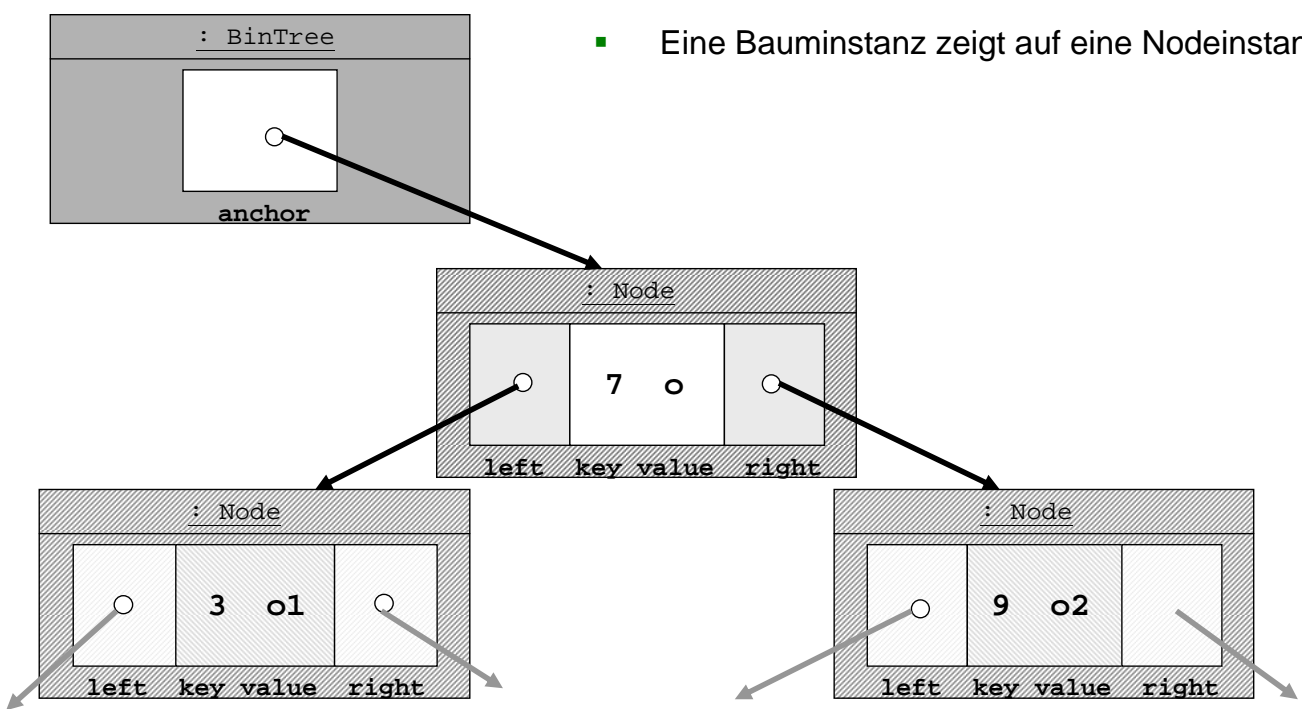 : BinTree
▪ Eine Bauminstanz zeigt auf eine Nodeinstan
anchor
: Node
7 o
left key value right
: Node
3 o1
left key value right
: Node
9 o2
left key value right